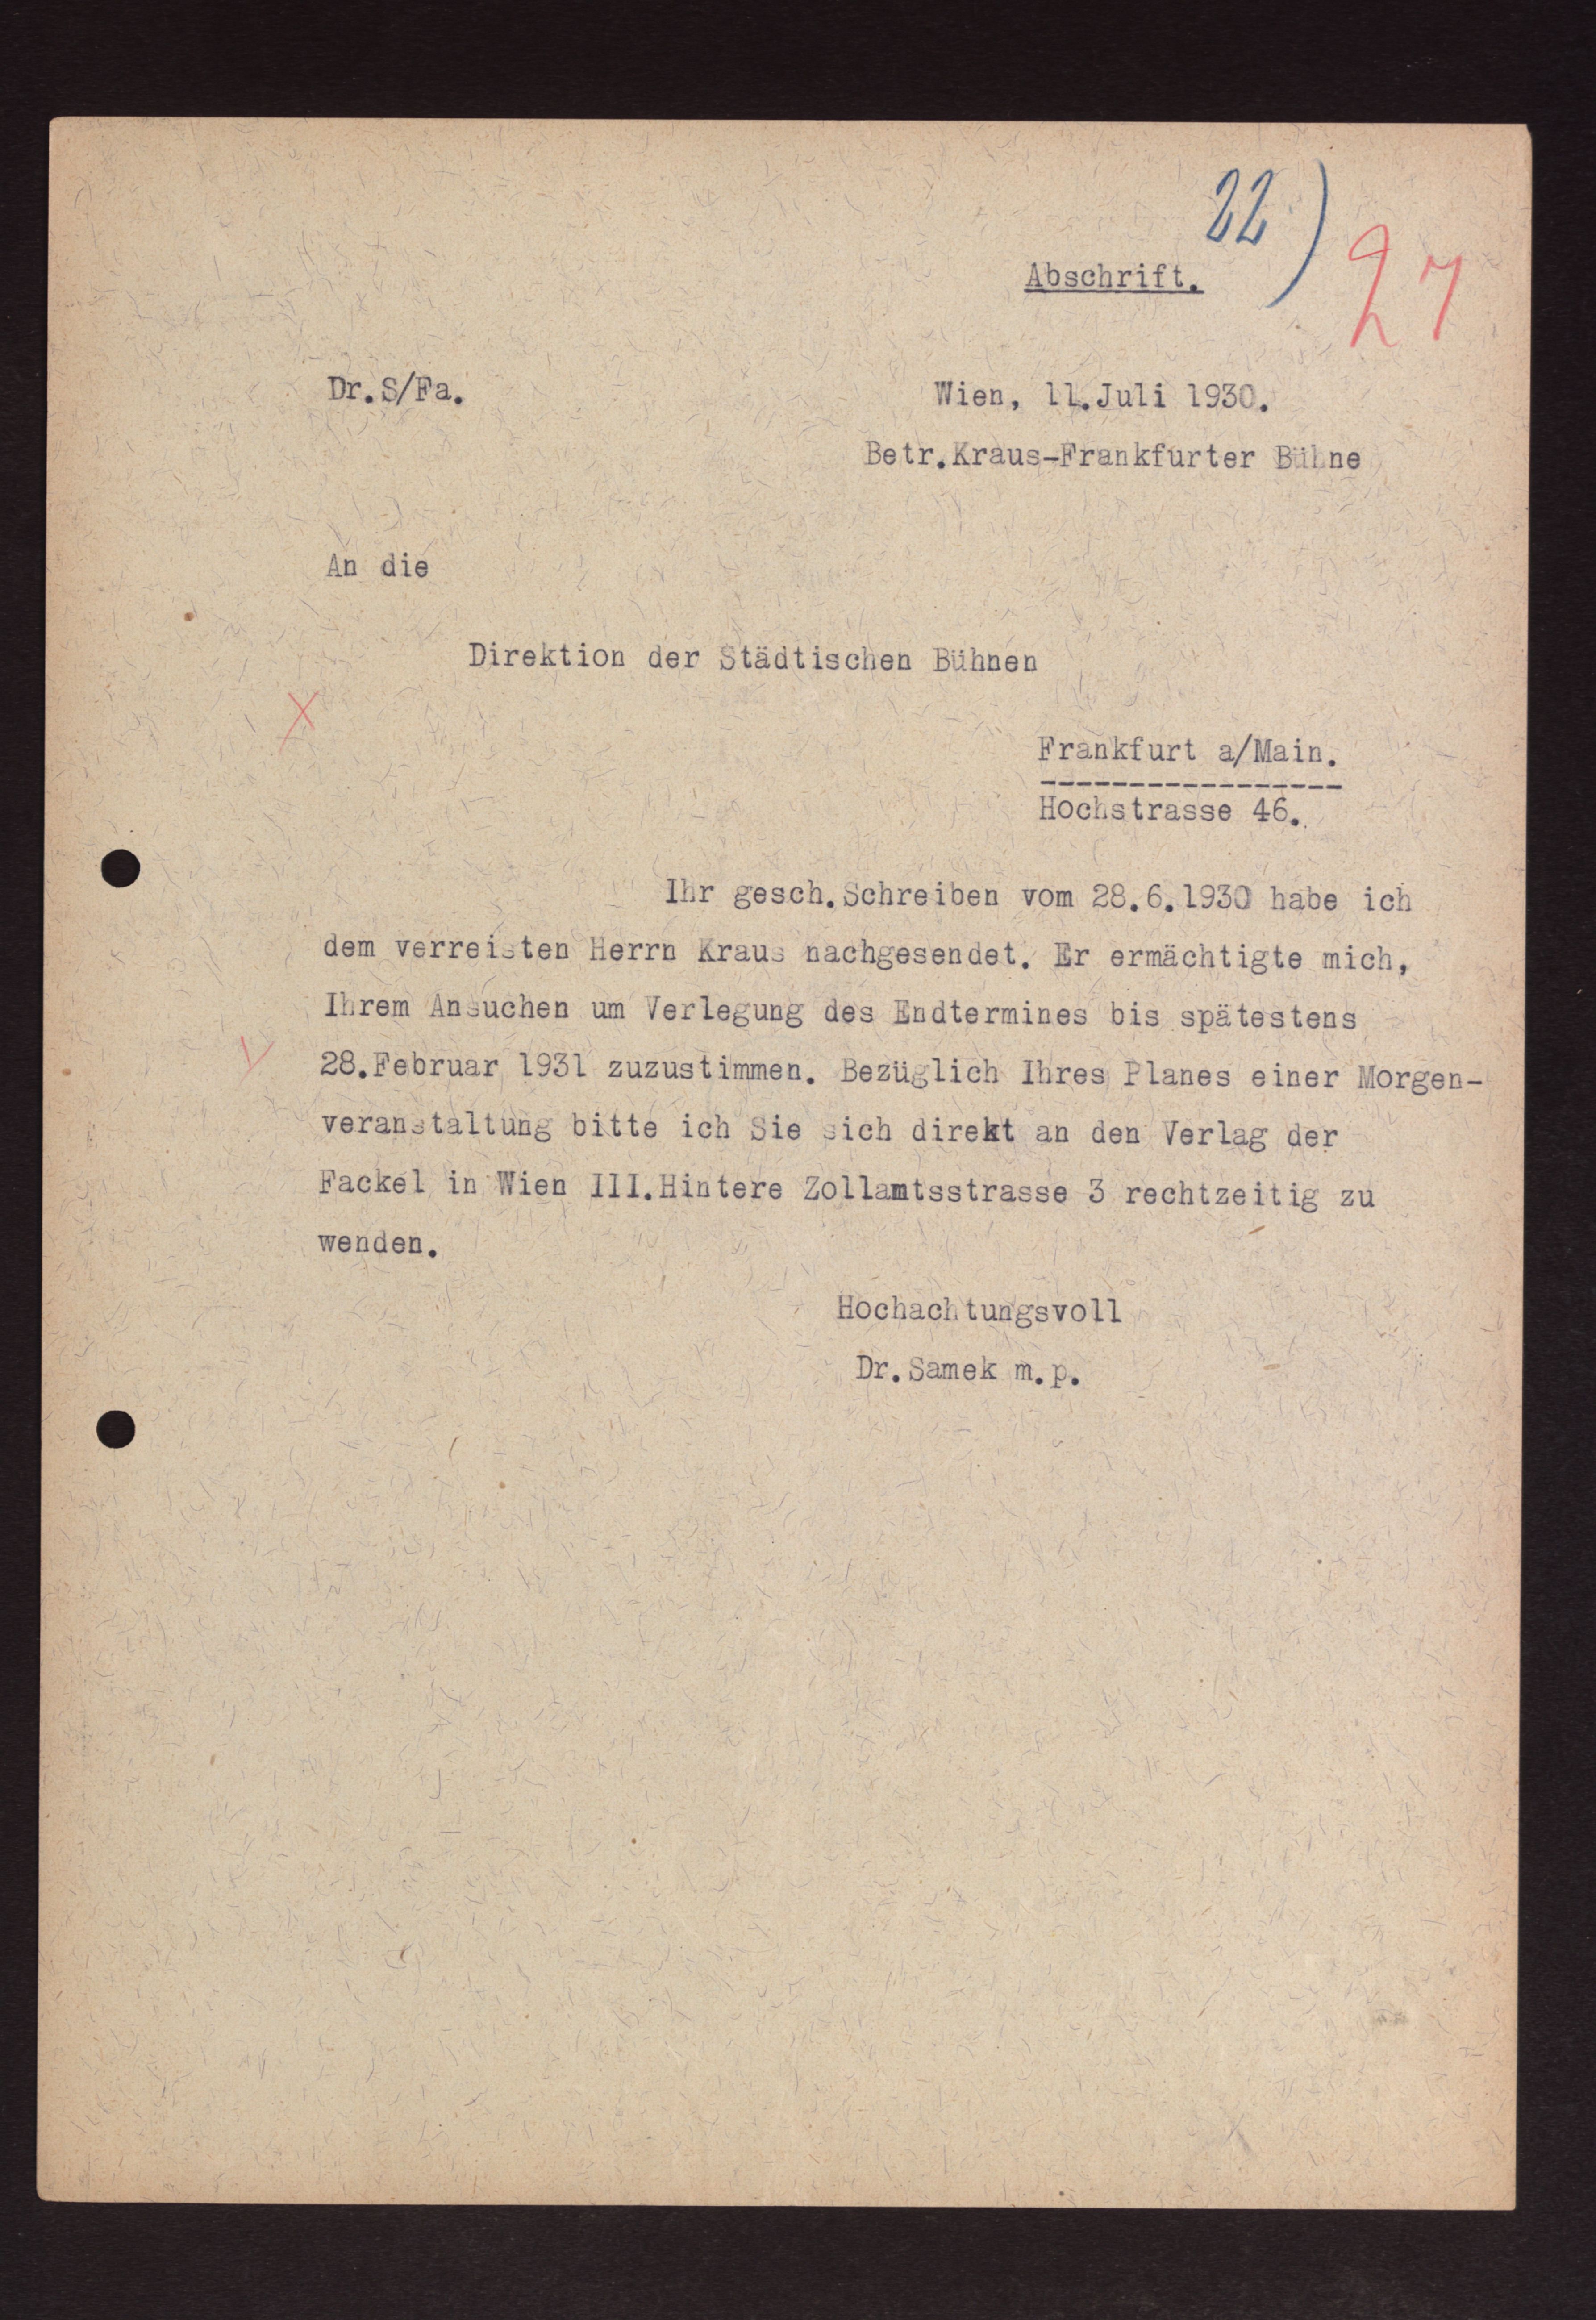 22)
27
Abschrift.
Dr.S/Fa.
Wien, 11.Juli 1930.
Betr.Kraus-Frankfurter Bühne
An die
Direktion der Städtischen Bühnen
X
Frankfurt a/Main.
-----------------
Hochstrasse 46.
Ihr gesch.Schreiben vom 28.6.1930 habe ich
dem verreisten Herrn Kraus nachgesendet. Er ermächtigte mich,
Ihrem Ansuchen um Verlegung des Endtermines bis spätestens
28.Februar 1931 zuzustimmen. Bezüglich Ihres Planes einer Morgen-
veranstaltung bitte ich Sie sich direkt an den Verlag der
Fackel in Wien III.Hintere Zollamtsstrasse 3 rechtzeitig zu
wenden.
Hochachtungsvoll
Dr.Samek m.p.